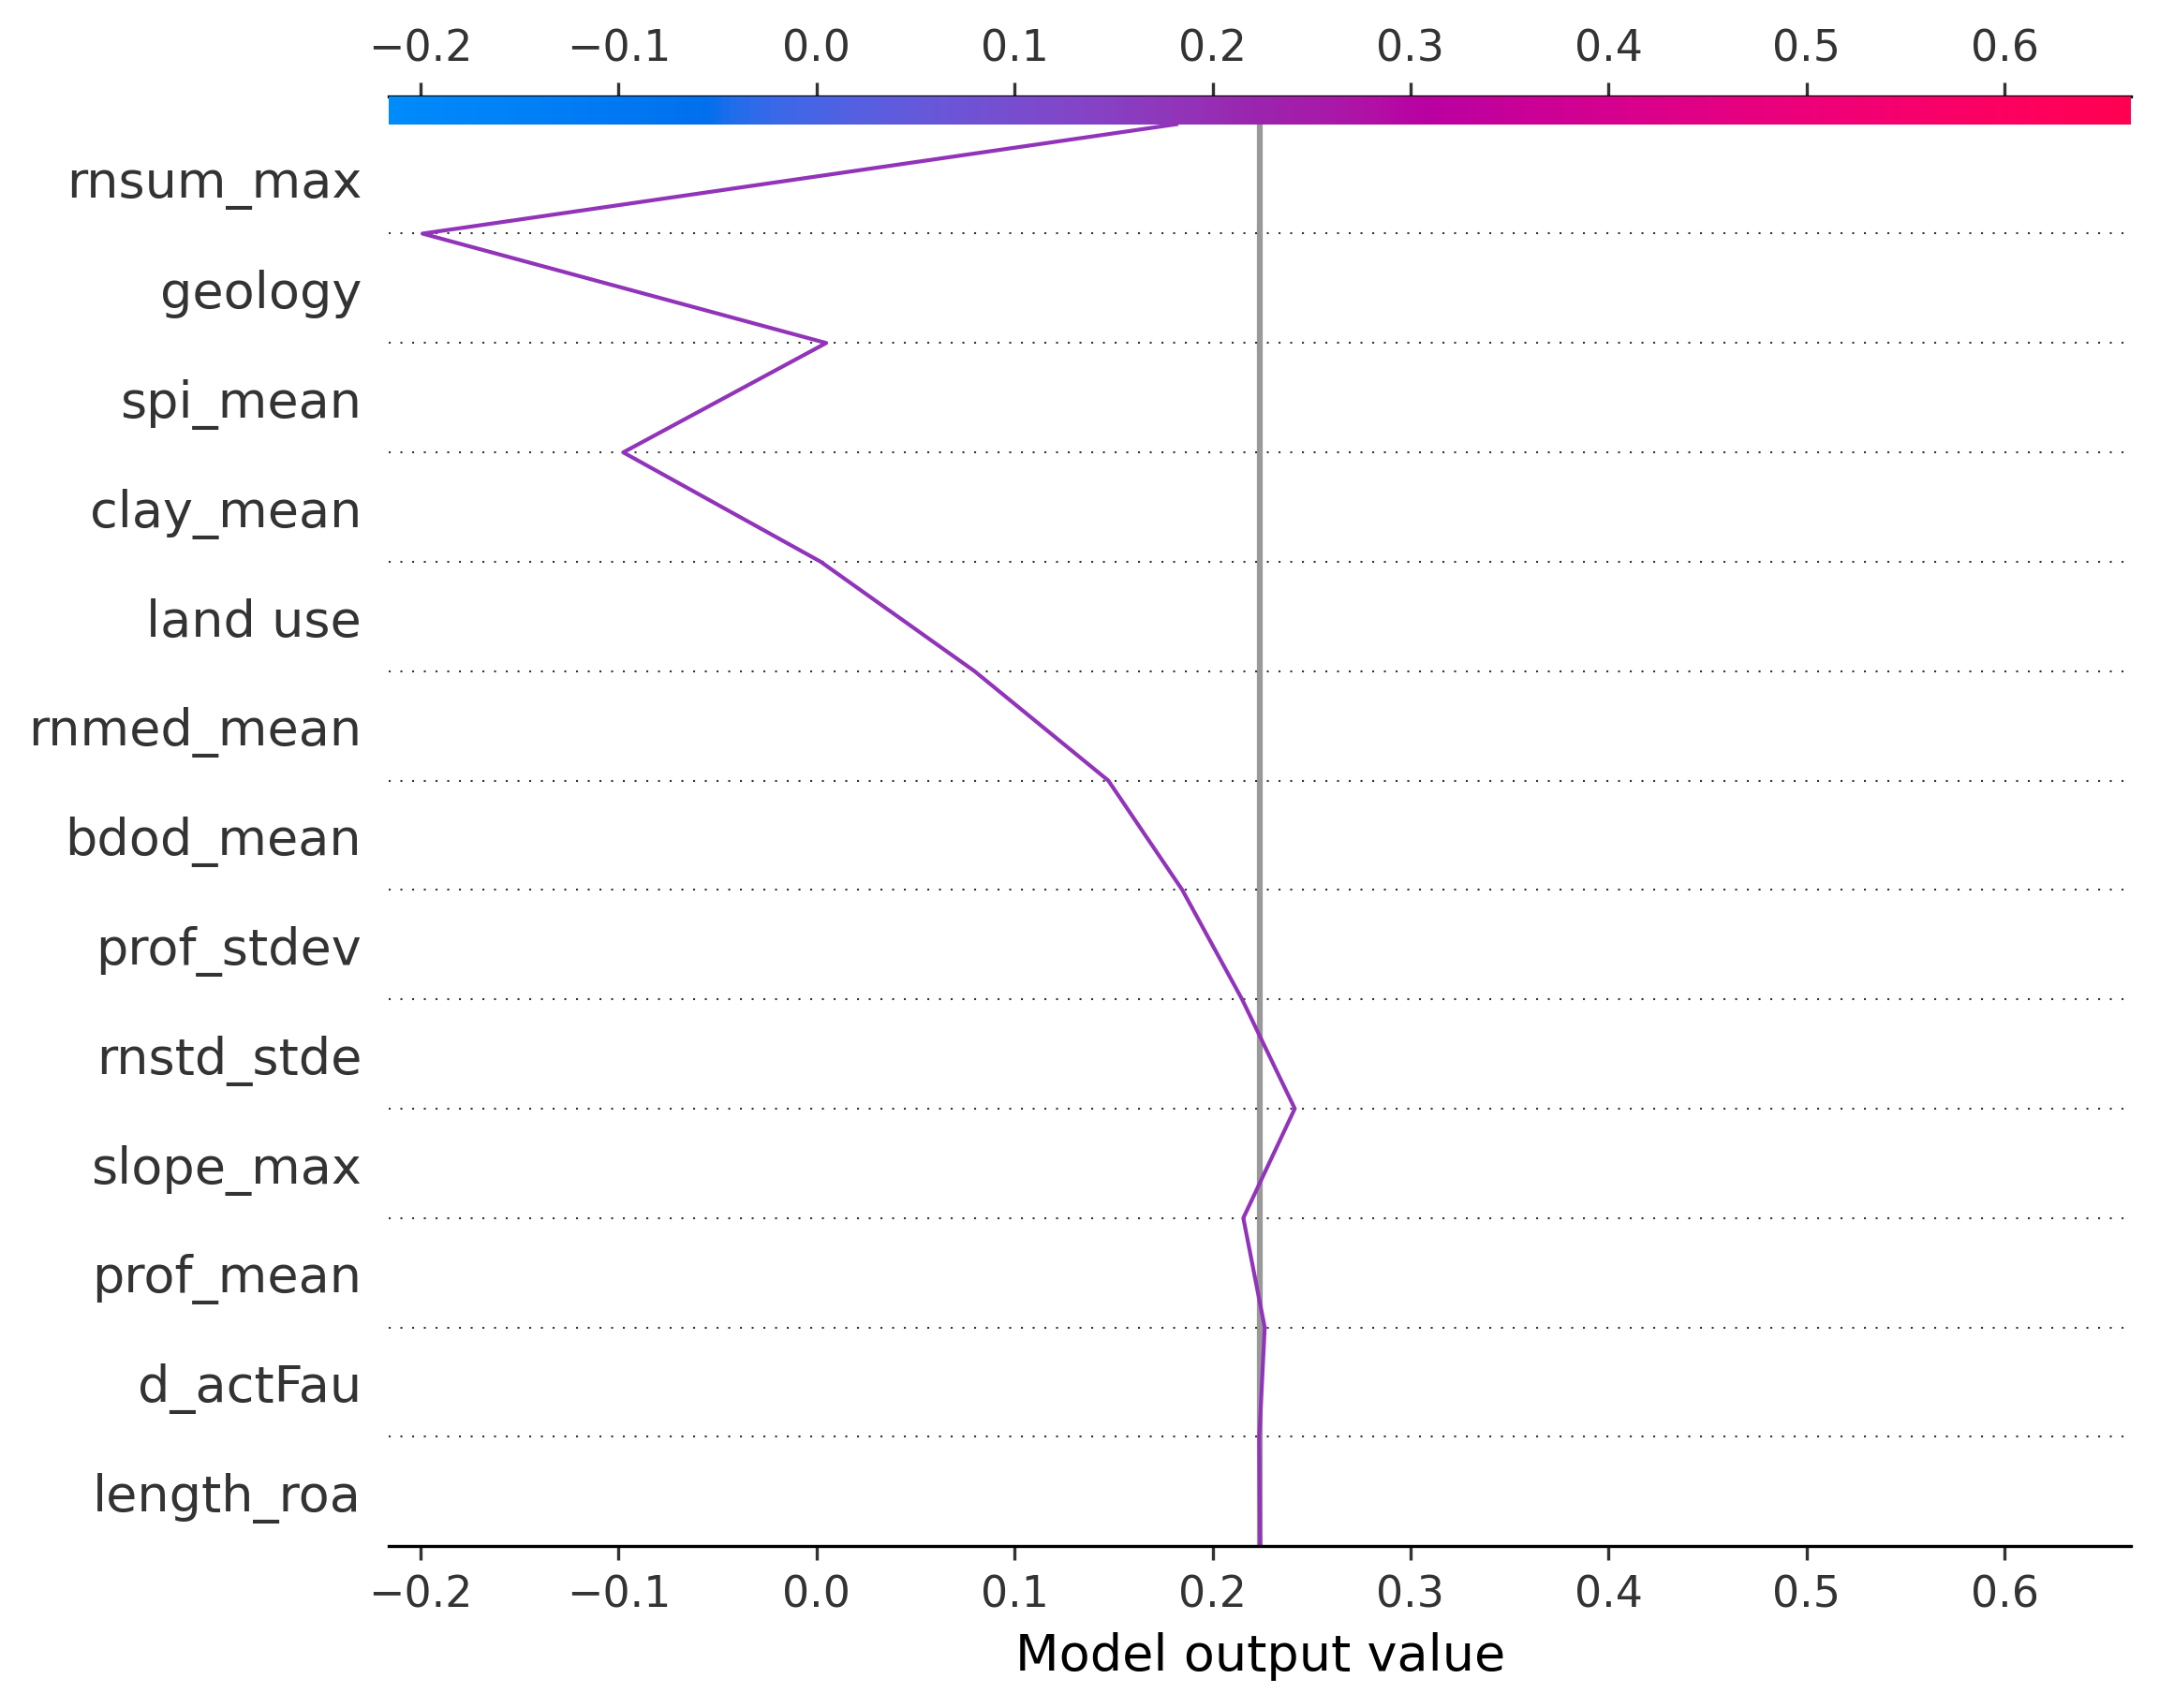 −0.2 −0.1 0.0 0.1 0.2 0.3 0.4 0.5 0.6
rnsum_max
geology
spi_mean
clay_mean
land use
rnmed_mean
bdod_mean
prof_stdev
rnstd_stde
slope_max
prof_mean
d_actFau
length_roa
−0.2 −0.1 0.0 0.1 0.2 0.3 0.4 0.5 0.6
Model output value